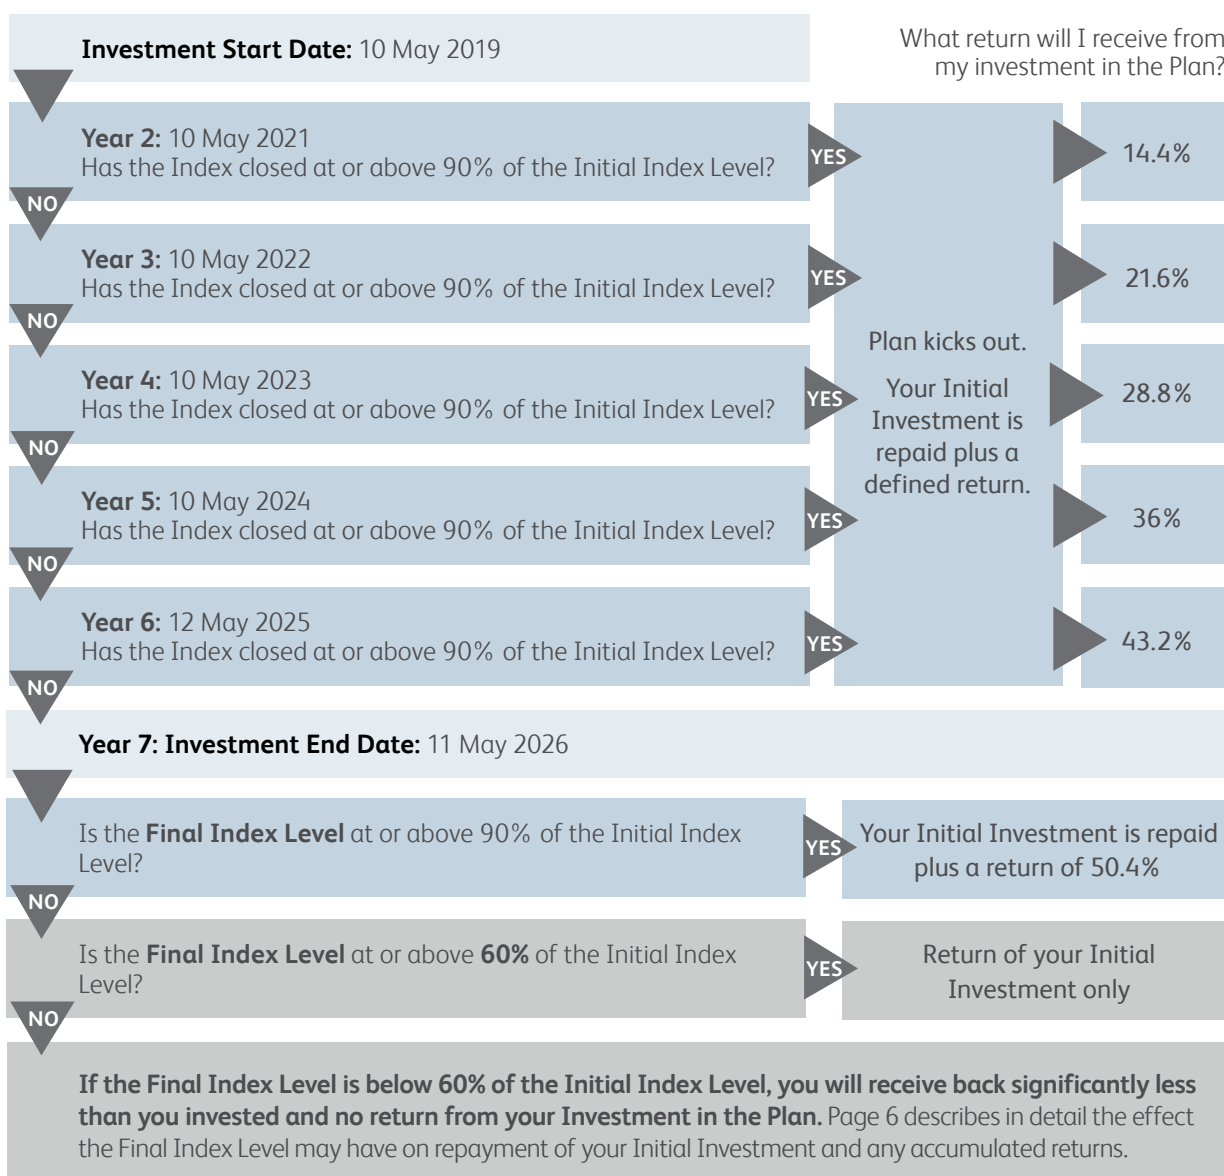 Investment Start Date: 10 May 2019
What return will I receive from
my investment in the Plan?
Year 2: 10 May 2021
Has the Index closed at or above 90% of the Initial Index Level?
YES
14.4%
NO
Year 3: 10 May 2022
Has the Index closed at or above 90% of the Initial Index Level?
YES
21.6%
NO
Year 4: 10 May 2023
Has the Index closed at or above 90% of the Initial Index Level?
YES
28.8%
NO
Year 5: 10 May 2024
Has the Index closed at or above 90% of the Initial Index Level?
YES
36%
NO
Year 6: 12 May 2025
Has the Index closed at or above 90% of the Initial Index Level?
YES
43.2%
NO
Plan kicks out.
Your Initial
Investment is
repaid plus a
defined return.
Year 7: Investment End Date: 11 May 2026
Is the Final Index Level at or above 90% of the Initial Index
Level?
YES
Your Initial Investment is repaid
plus a return of 50.4%
NO
Is the Final Index Level at or above 60% of the Initial Index
Level?
YES
Return of your Initial
Investment only
NO
If the Final Index Level is below 60% of the Initial Index Level, you will receive back significantly less
than you invested and no return from your Investment in the Plan. Page 6 describes in detail the effect
the Final Index Level may have on repayment of your Initial Investment and any accumulated returns.